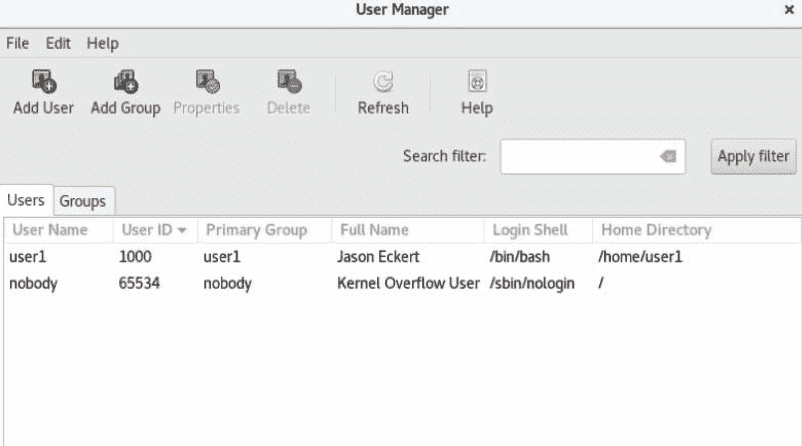 User Manager ×
File Edit Help
Add User Add Group Properties Delete Refresh Help
Search filter: Apply filter
Users Groups
User Name User ID Primary Group Full Name Login Shell Home Directory
user1 1000 user1 Jason Eckert /bin/bash /home/user1
nobody 65534 nobody Kernel Overflow User /sbin/nologin /